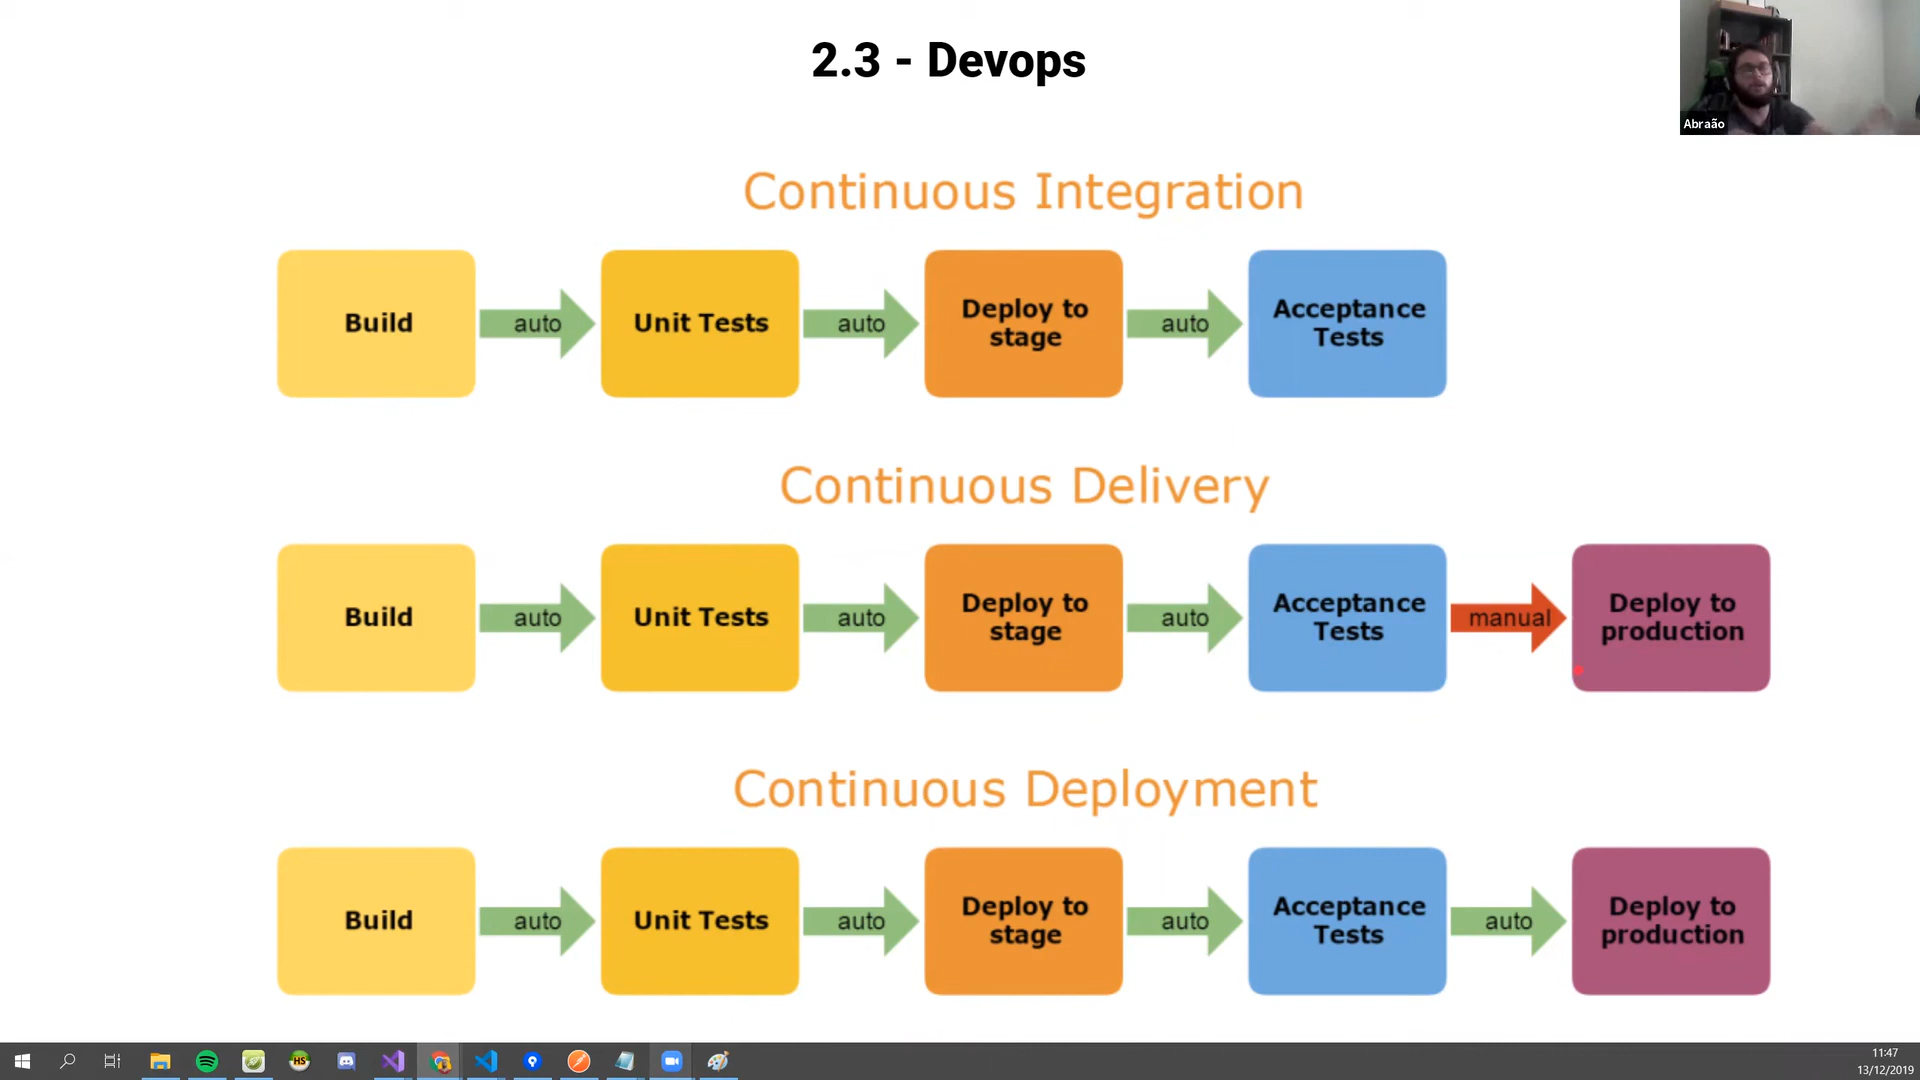 2.3 - Devops
Abraão
Continuous Integration
Build
auto
Unit Tests
auto
Deploy to
stage
auto
Acceptance
Tests
Continuous Delivery
Build
auto
Unit Tests
auto
Deploy to
stage
auto
Acceptance
Tests
manual
Deploy to
production
Continuous Deployment
Build
auto
Unit Tests
auto
Deploy to
stage
auto
Acceptance
Tests
auto
Deploy to
production
HS
11:47
13/12/2019